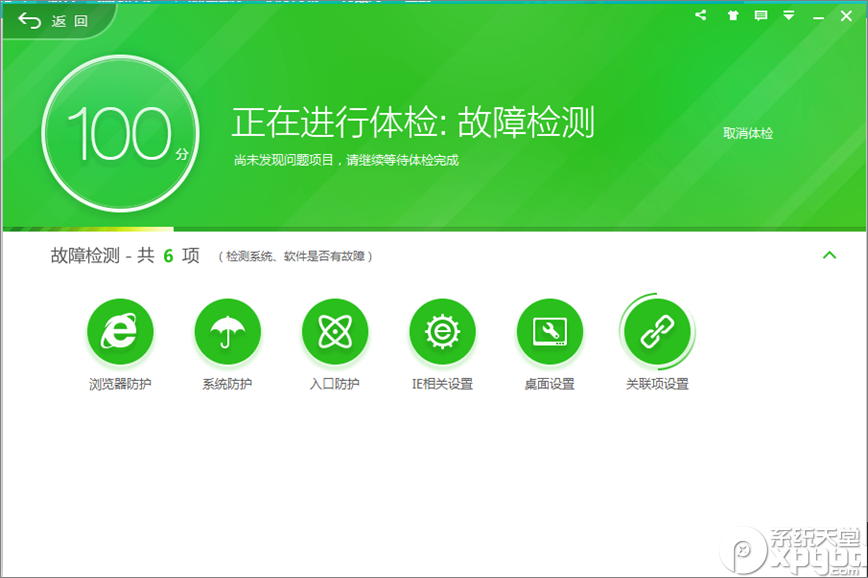 返 回
100分
正在进行体检: 故障检测
尚未发现问题项目，请继续等待体检完成
取消体检
故障检测 - 共 6 项 （检测系统、软件是否有故障）
浏览器防护
系统防护
入口防护
IE相关设置
桌面设置
关联项设置
系统天堂
xpgbt.com